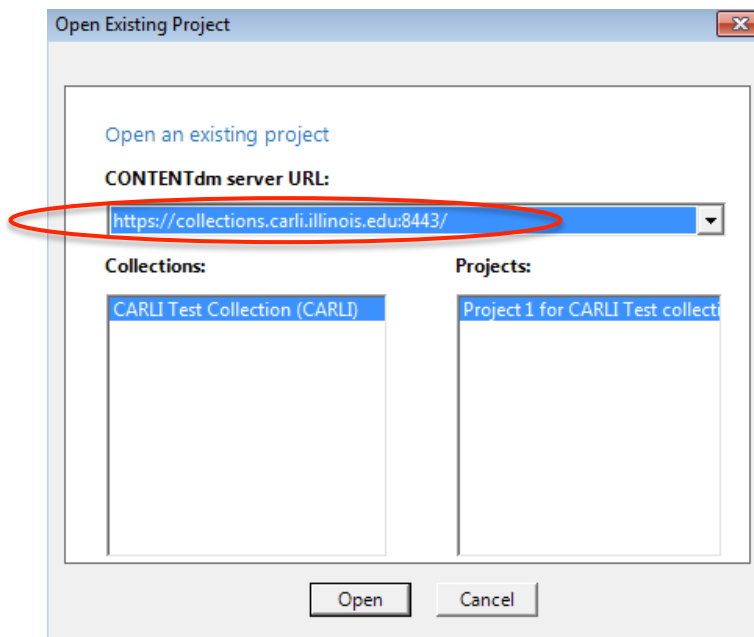 Open Existing Project
Open an existing project
CONTENTdm server URL:
https://collections.carli.illinois.edu:8443/
Collections: Projects:
CARLI Test Collection (CARLI) Project 1 for CARLI Test collecti
Open Cancel